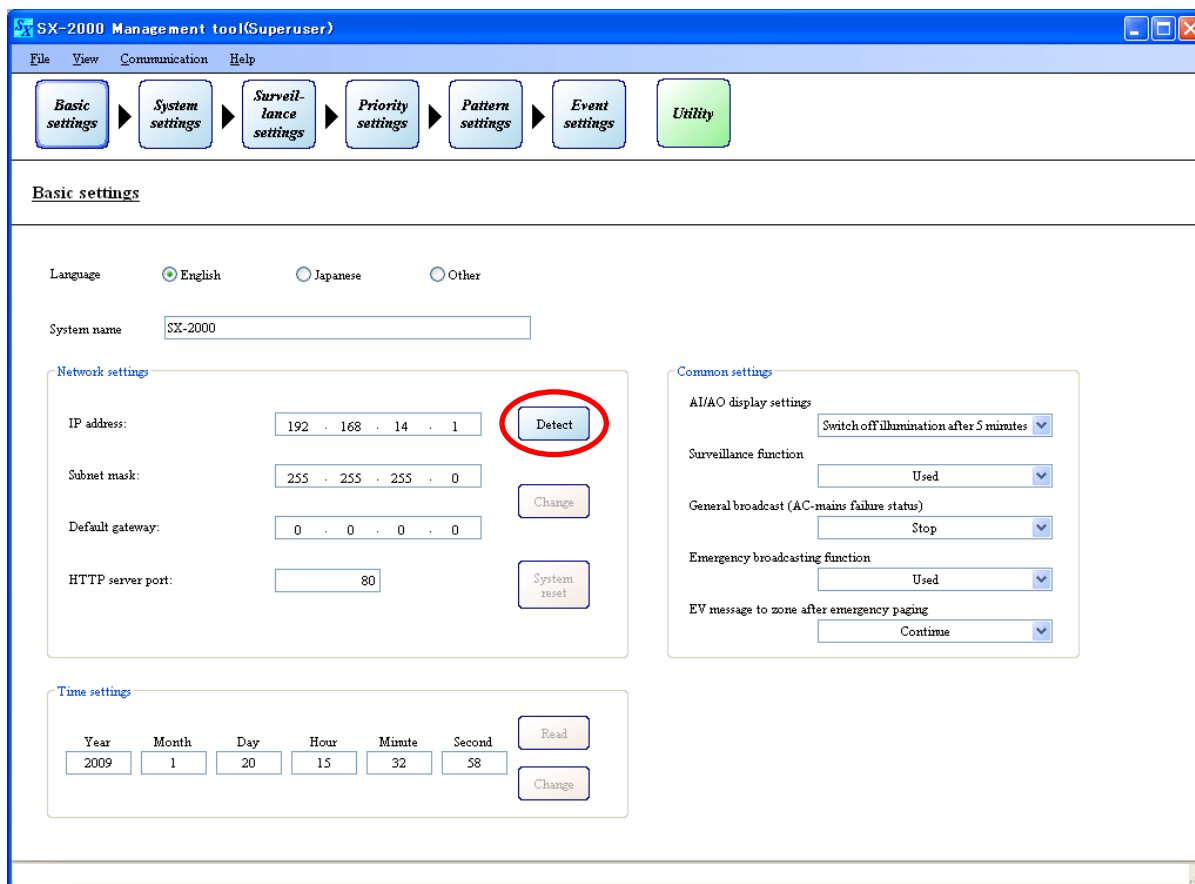 SX-2000 Management tool(Superuser)
File View Communication Help
Basic settings
System settings
Surveil-lance settings
Priority settings
Pattern settings
Event settings
Utility
Basic settings
Language English Japanese Other
System name SX-2000
Network settings
IP address: 192 . 168 . 14 . 1 Detect
Subnet mask: 255 . 255 . 255 . 0
Change
Default gateway: 0 . 0 . 0 . 0
HTTP server port: 80
System reset
Common settings
AI/AO display settings
Switch off illumination after 5 minutes
Surveillance function
Used
General broadcast (AC-mains failure status)
Stop
Emergency broadcasting function
Used
EV message to zone after emergency paging
Continue
Time settings
Year Month Day Hour Minute Second
2009 1 20 15 32 58
Read
Change